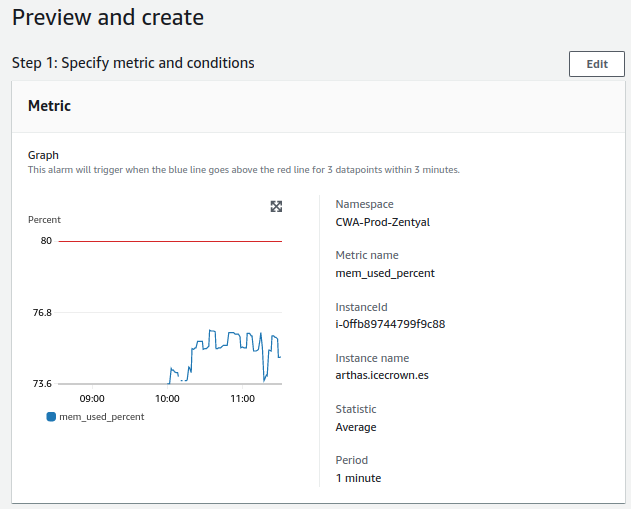 Preview and create
Step 1: Specify metric and conditions
Edit
Metric
Graph
This alarm will trigger when the blue line goes above the red line for 3 datapoints within 3 minutes.
Percent
80
76.8
73.6
09:00
10:00
11:00
mem_used_percent
Namespace
CWA-Prod-Zentyal
Metric name
mem_used_percent
InstanceId
i-0ffb89744799f9c88
Instance name
arthas.icecrown.es
Statistic
Average
Period
1 minute